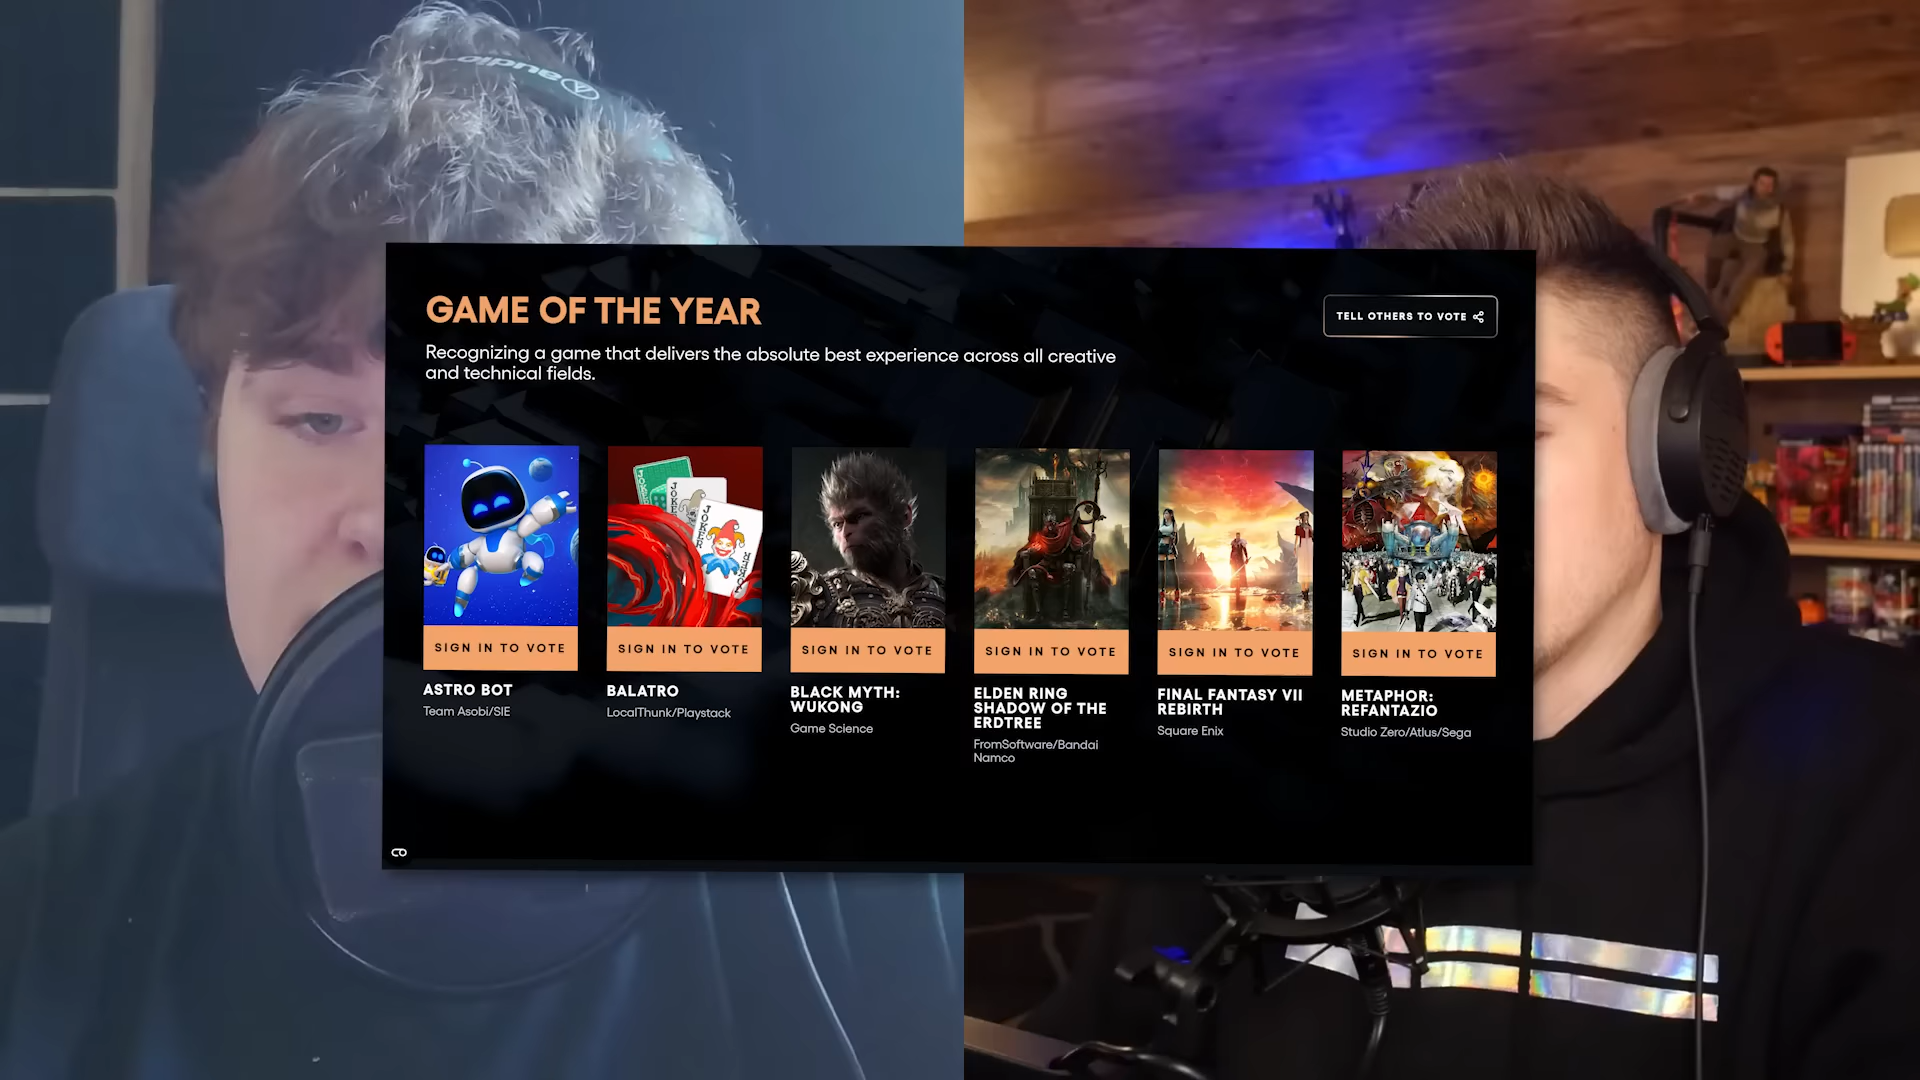 audio
GAME OF THE YEAR
TELL OTHERS TO VOTE
Recognizing a game that delivers the absolute best experience across all creative
and technical fields.
JOKER
JOKER
JOKER
SIGN IN TO VOTE
SIGN IN TO VOTE
SIGN IN TO VOTE
SIGN IN TO VOTE
SIGN IN TO VOTE
SIGN IN TO VOTE
ASTRO BOT
Team Asobi/SIE
BALATRO
LocalThunk/Playstack
BLACK MYTH:
WUKONG
Game Science
ELDEN RING
SHADOW OF THE
ERDTREE
FromSoftware/Bandai
Namco
FINAL FANTASY VII
REBIRTH
Square Enix
METAPHOR:
REFANTAZIO
Studio Zero/Atlus/Sega